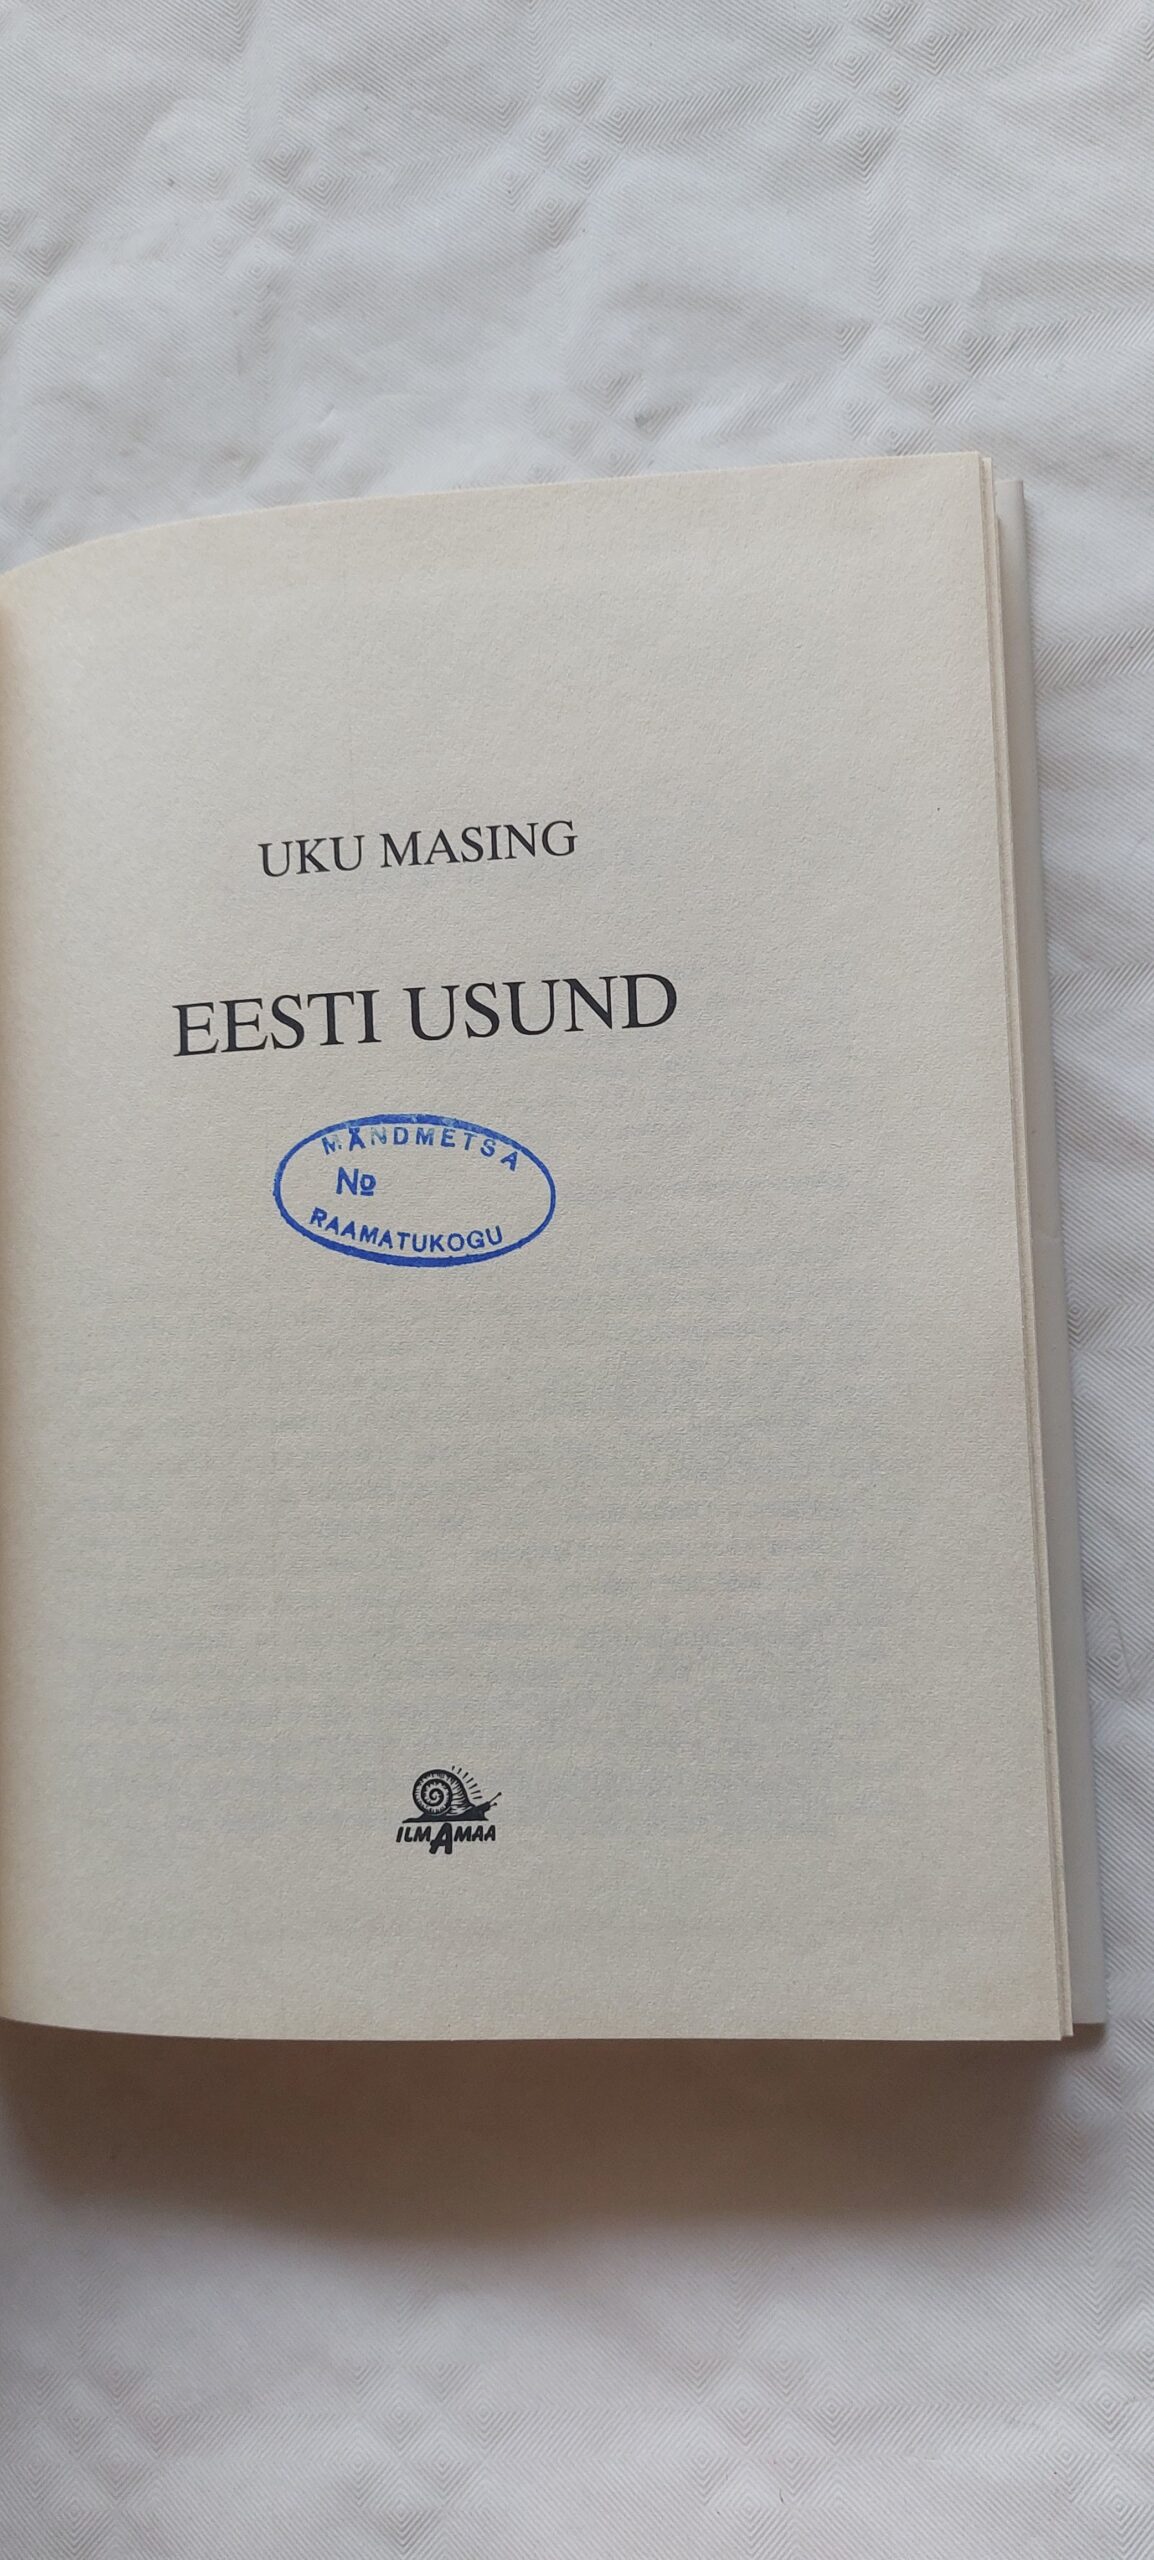 UKU MASING
EESTI USUND
MÄNDMETSA
№
RAAMATUKOGU
ILMAMAA